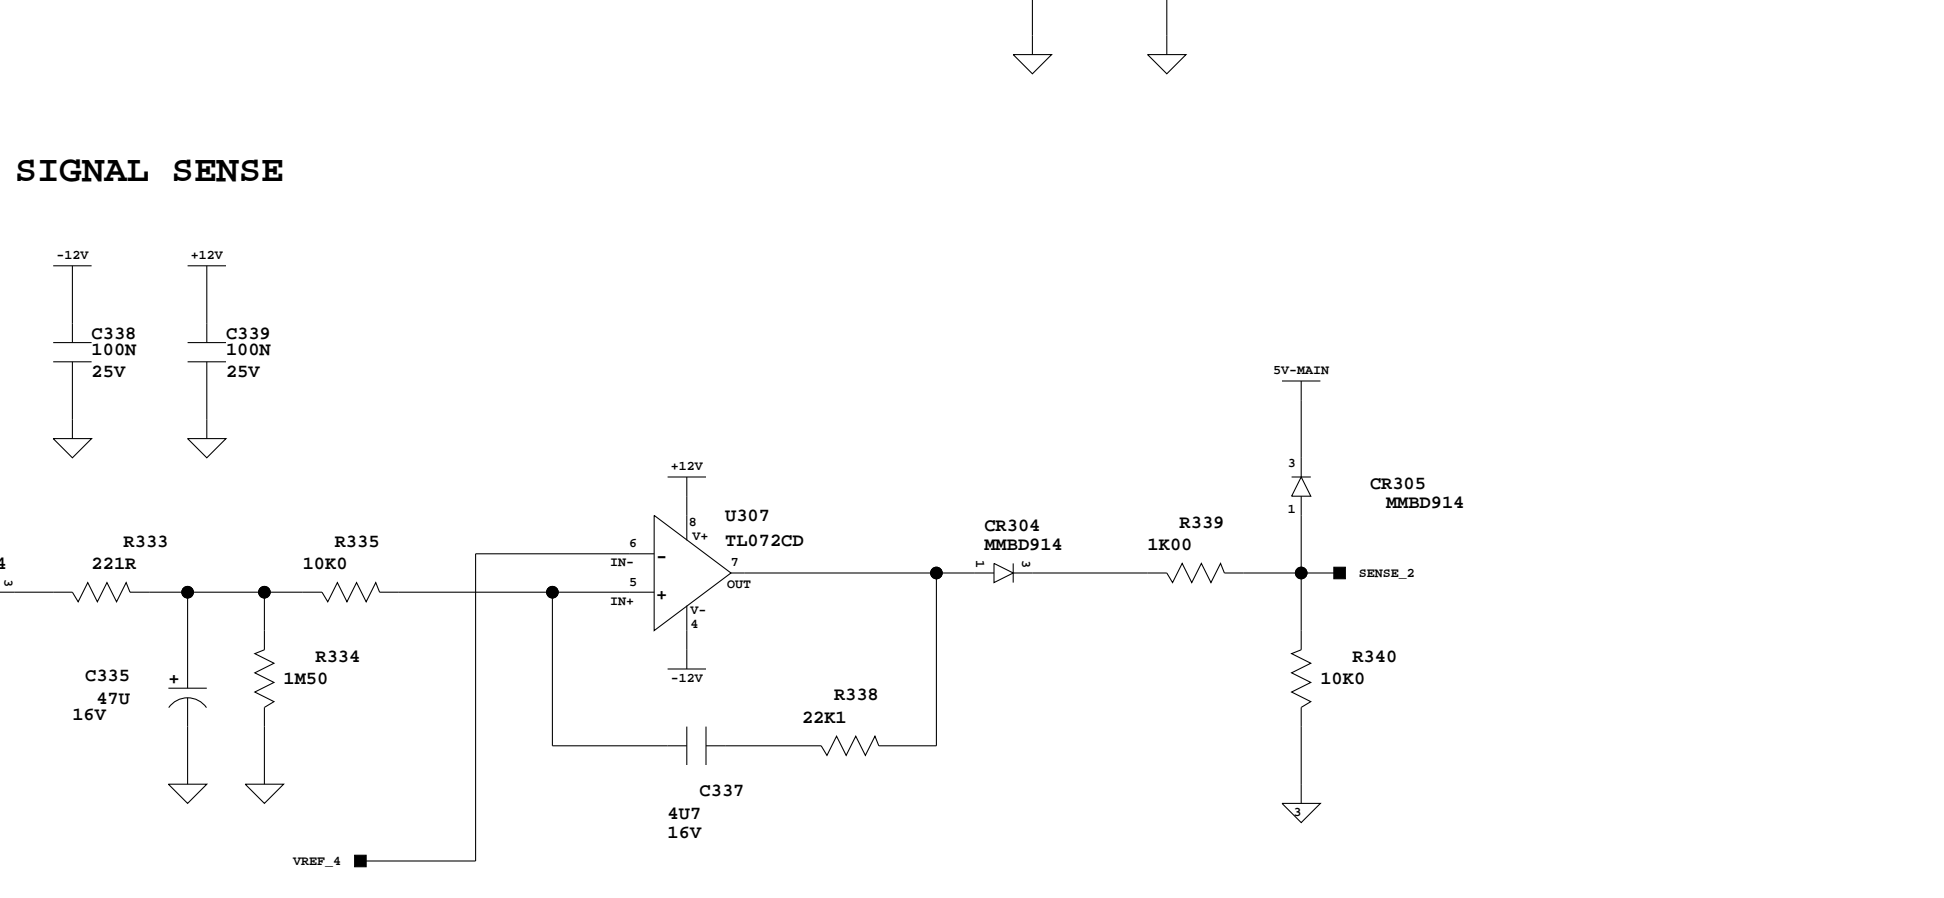 SIGNAL SENSE
-12V
+12V
C338
100N
25V
C339
100N
25V
5V-MAIN
3
1
CR305
MMBD914
+12V
8
V+
U307
TL072CD
6
IN-
-
5
IN+
+
7
OUT
V-
4
-12V
CR304
MMBD914
1
3
R339
1K00
SENSE_2
4
3
R333
221R
R335
10K0
C335
47U
16V
+
R334
1M50
R338
22K1
C337
4U7
16V
R340
10K0
3
VREF_4